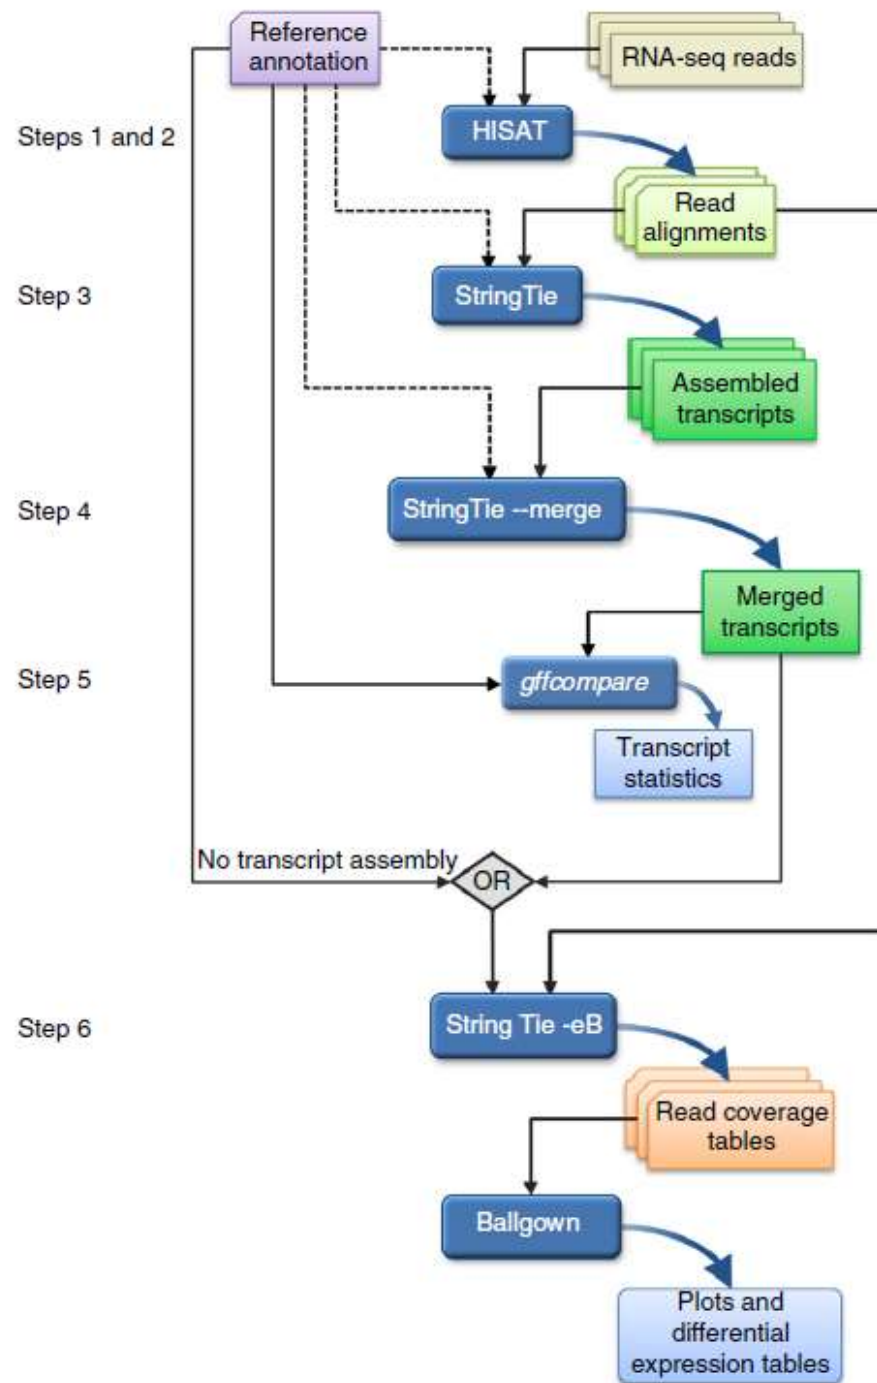 Reference
annotation
RNA-seq reads
Steps 1 and 2
HISAT
Read
alignments
Step 3
StringTie
Assembled
transcripts
Step 4
StringTie --merge
Merged
transcripts
Step 5
gffcompare
Transcript
statistics
No transcript assembly
OR
Step 6
String Tie -eB
Read coverage
tables
Ballgown
Plots and
differential
expression tables